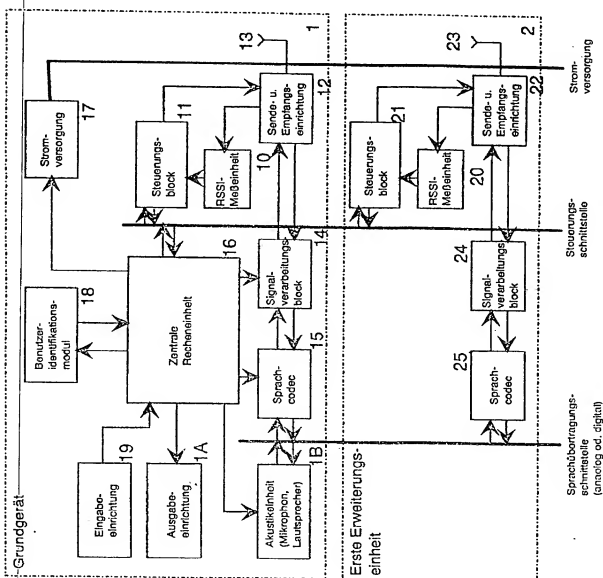 Grundgerät
Eingabe-
einrichtung
19
Ausgabe-
einrichtung
1A
Akustikeinheit
(Mikrophon,
Lautsprecher)
1B
Benutzer-
identifikations-
modul
18
Zentrale
Recheneinheit
16
Sprach-
codec
15
Signal-
verarbeitungs-
block
14
Strom-
versorgung
17
Steuerungs-
block
11
RSSI-
Meßeinheit
10
Sende- u.
Empfangs-
einrichtung
12
13
1
Erste Erweiterungs-
einheit
Sprach-
codec
25
Signal-
verarbeitungs-
block
24
Steuerungs-
block
21
RSSI-
Meßeinheit
20
Sende- u.
Empfangs-
einrichtung
22
23
2
Sprachübertragungs-
schnittstelle
(analog od. digital)
Steuerungs-
schnittstelle
Strom-
versorgung